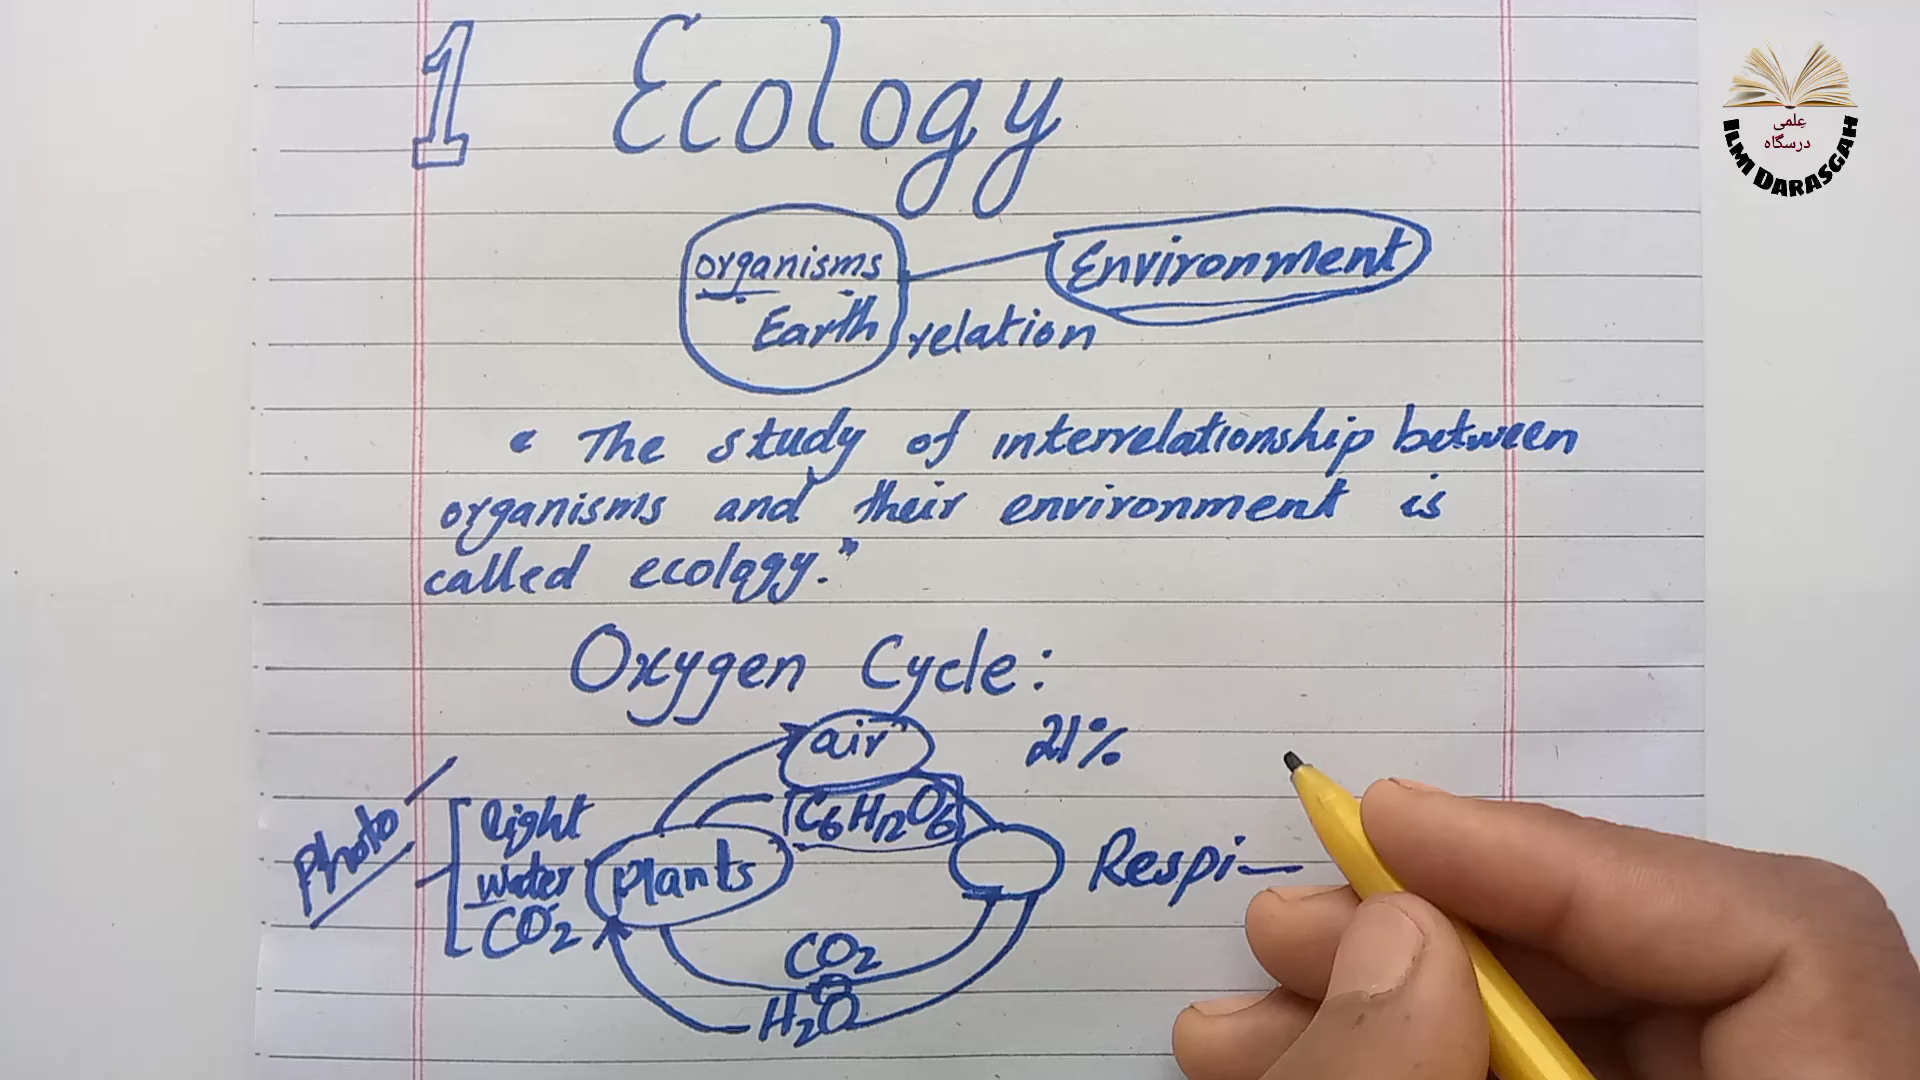 1 Ecology
organisms Environment
Earth relation
“ The study of interrelationship between
organisms and their environment is
called ecology.”
Oxygen Cycle:
air 21%
Photo light C6H12O6
water plants Respi-
CO2
CO2
H2O
علمی
درسگاہ
ILMI DARASGAH